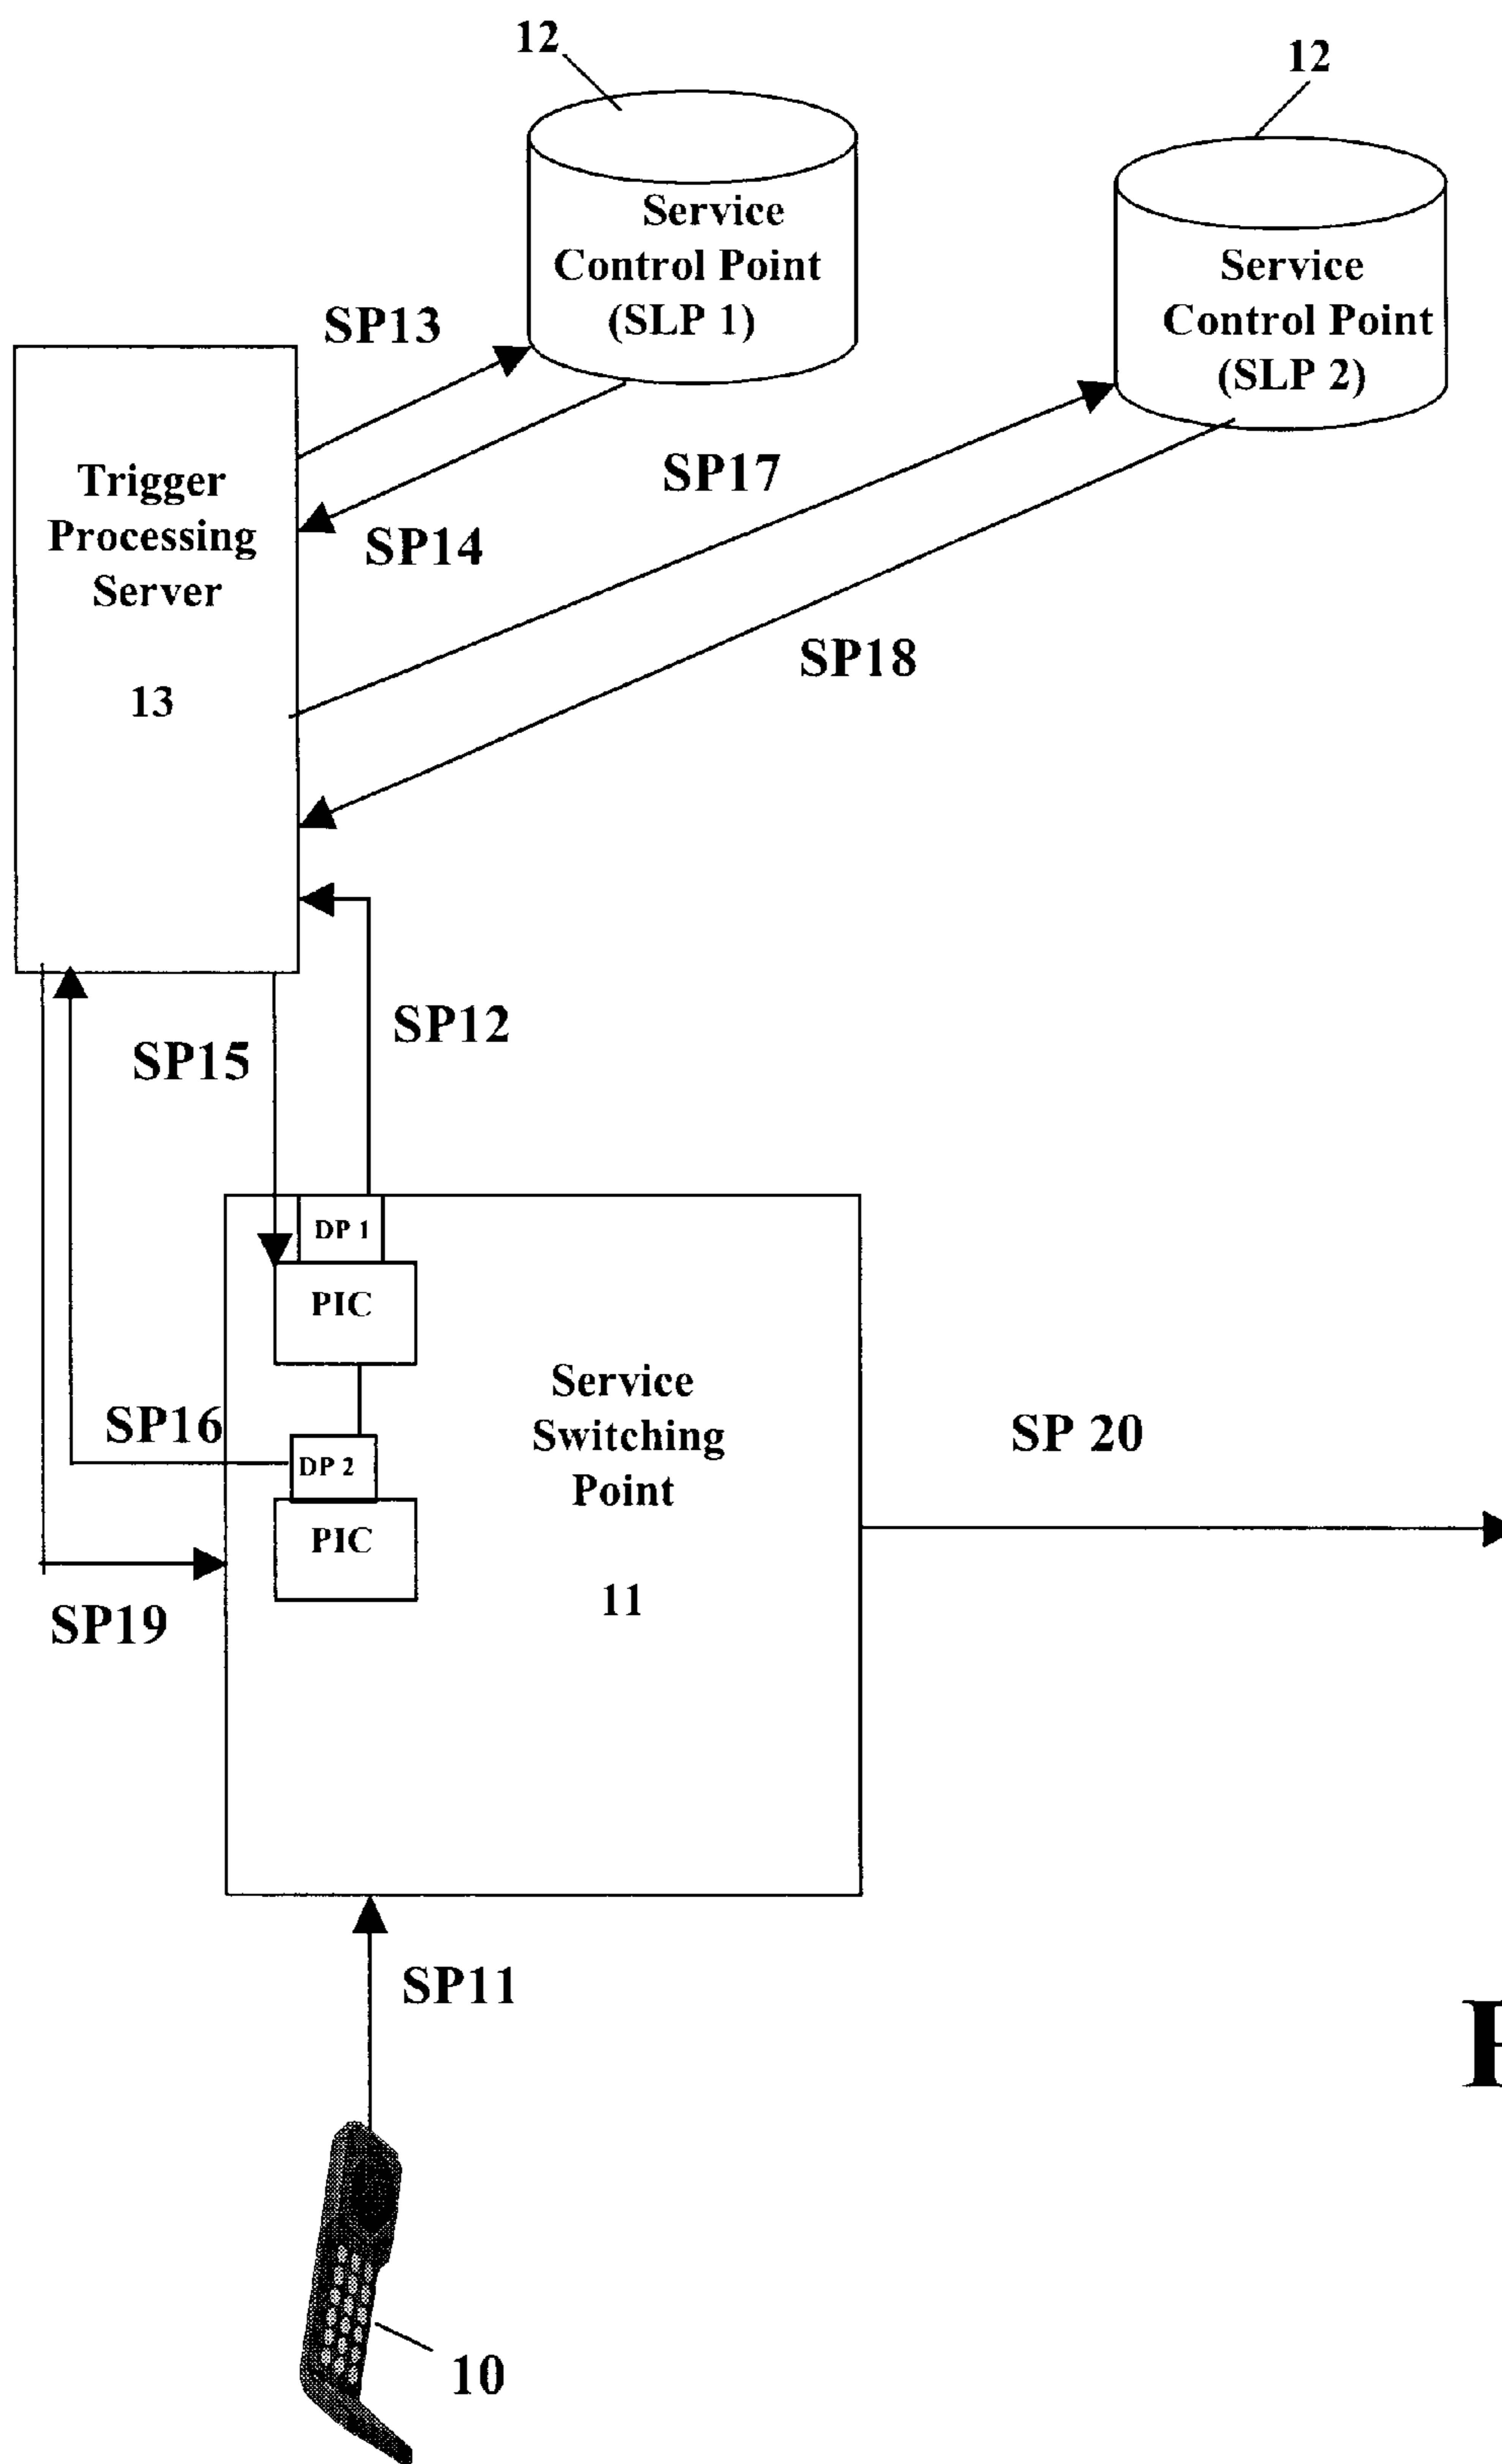 12
12
Service
Control Point
(SLP 1)
Service
Control Point
(SLP 2)
SP13
Trigger
Processing
Server
13
SP14
SP17
SP18
SP12
SP15
DP 1
PIC
Service
Switching
Point
11
SP16
DP 2
PIC
SP 20
SP19
SP11
10